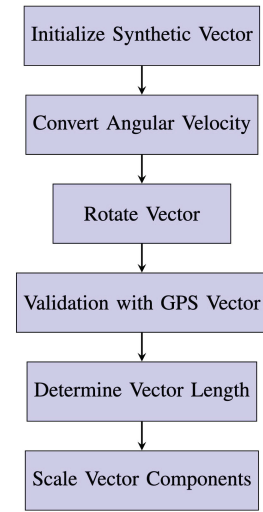 Initialize Synthetic Vector
Convert Angular Velocity
Rotate Vector
Validation with GPS Vector
Determine Vector Length
Scale Vector Components